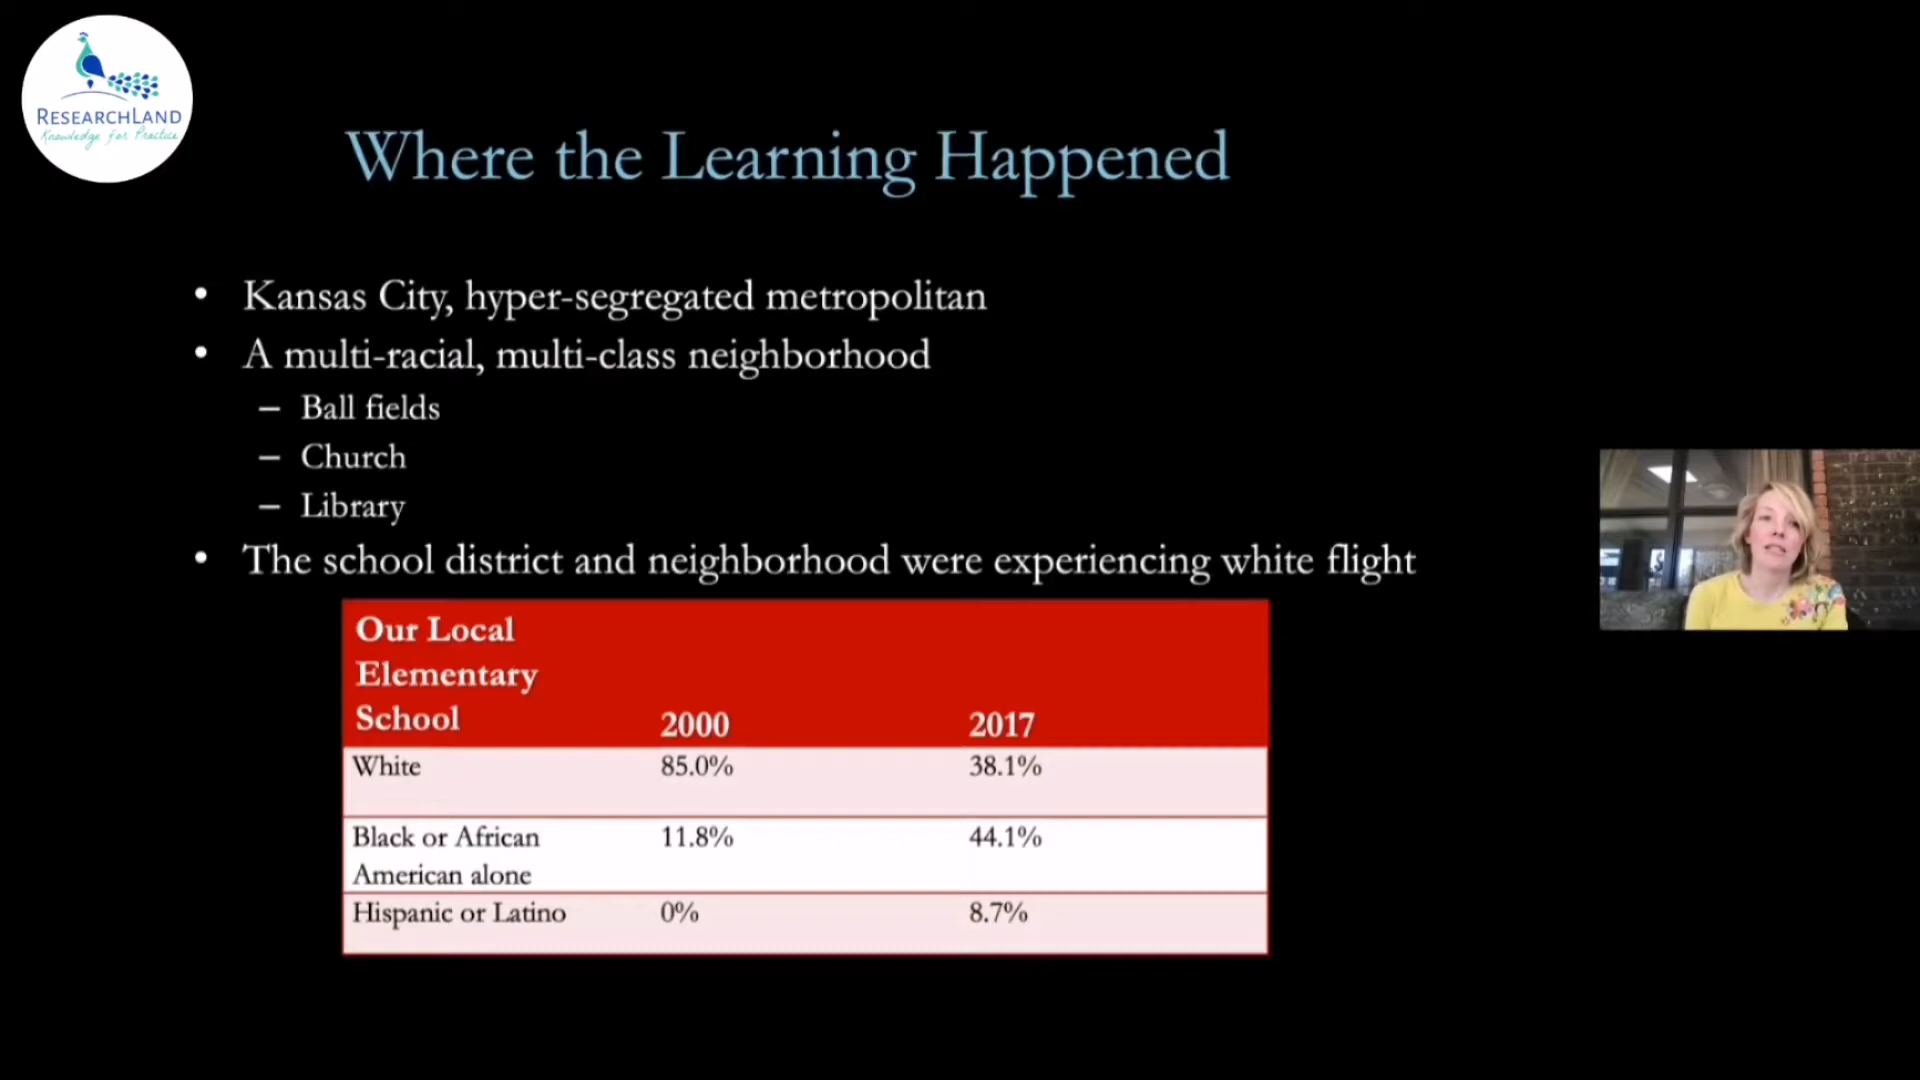 RESEARCHLAND
Knowledge for Practice
Where the Learning Happened
• Kansas City, hyper-segregated metropolitan
• A multi-racial, multi-class neighborhood
– Ball fields
– Church
– Library
• The school district and neighborhood were experiencing white flight
Our Local
Elementary
School 2000 2017
White 85.0% 38.1%
Black or African 11.8% 44.1%
American alone
Hispanic or Latino 0% 8.7%